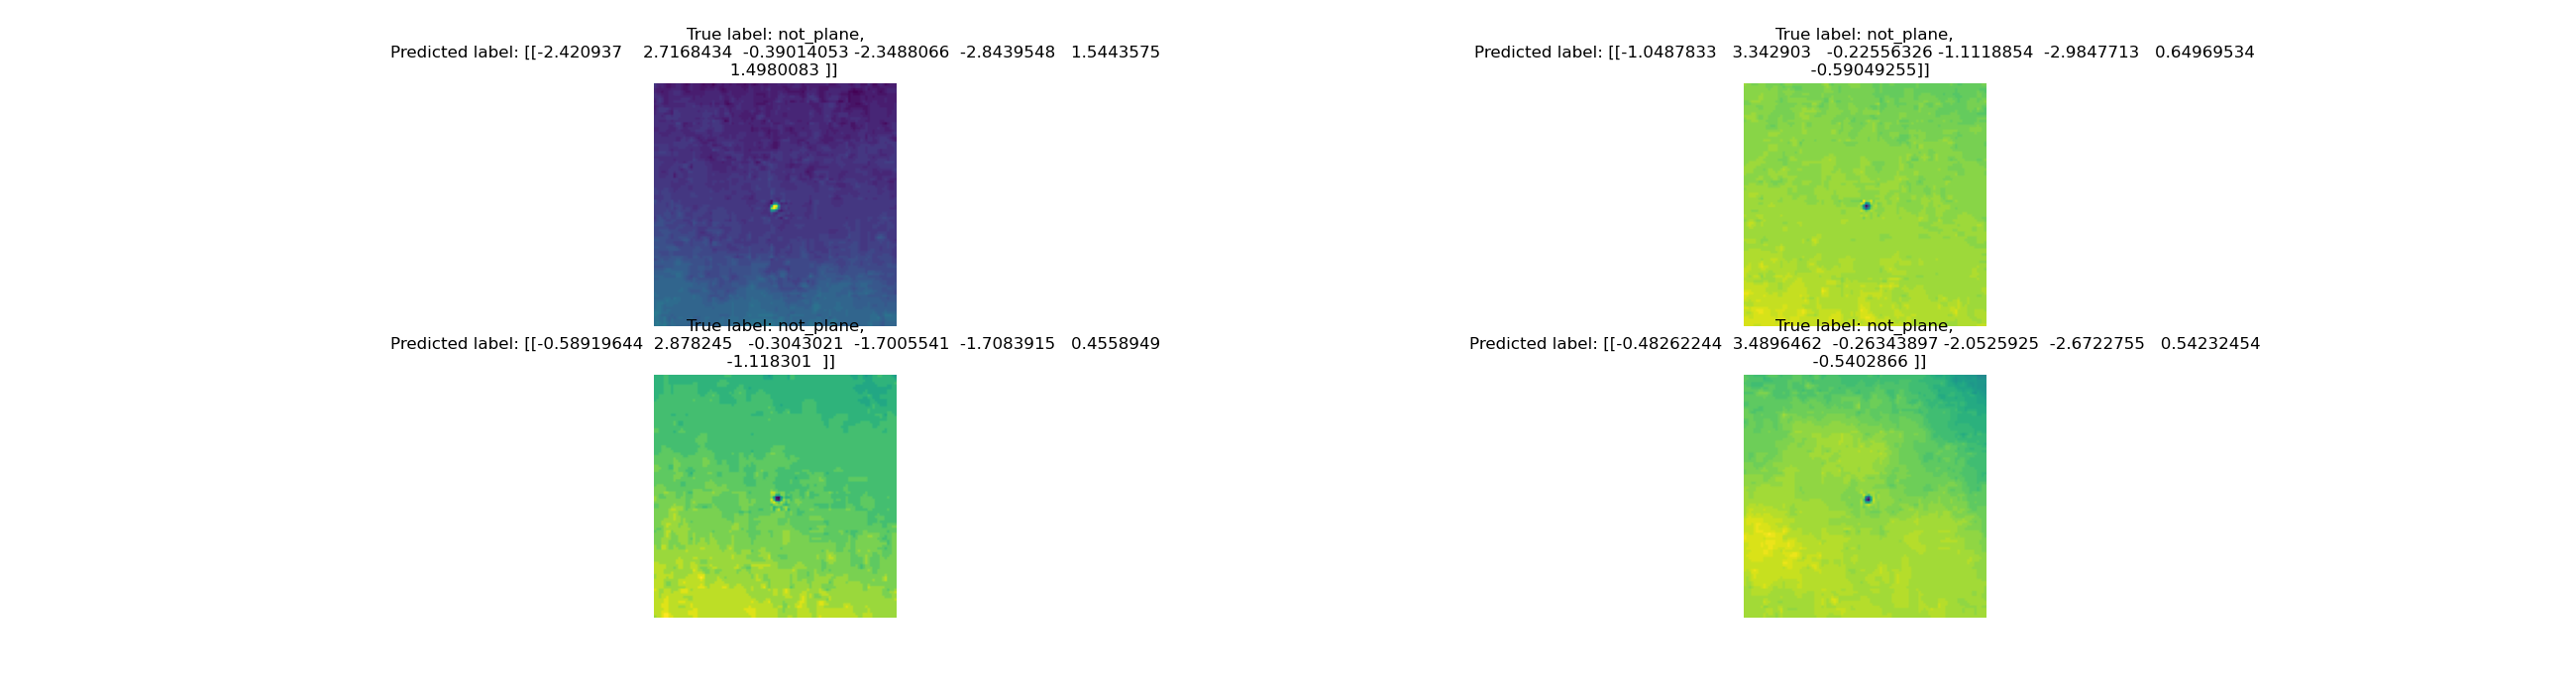 True label: not_plane,
Predicted label: [[-2.420937 2.7168434 -0.39014053 -2.3488066 -2.8439548 1.5443575
1.4980083 ]]
True label: not_plane,
Predicted label: [[-1.0487833 3.342903 -0.22556326 -1.1118854 -2.9847713 0.64969534
-0.59049255]]
True label: not_plane,
Predicted label: [[-0.58919644 2.878245 -0.3043021 -1.7005541 -1.7083915 0.4558949
-1.118301 ]]
True label: not_plane,
Predicted label: [[-0.48262244 3.4896462 -0.26343897 -2.0525925 -2.6722755 0.54232454
-0.5402866 ]]